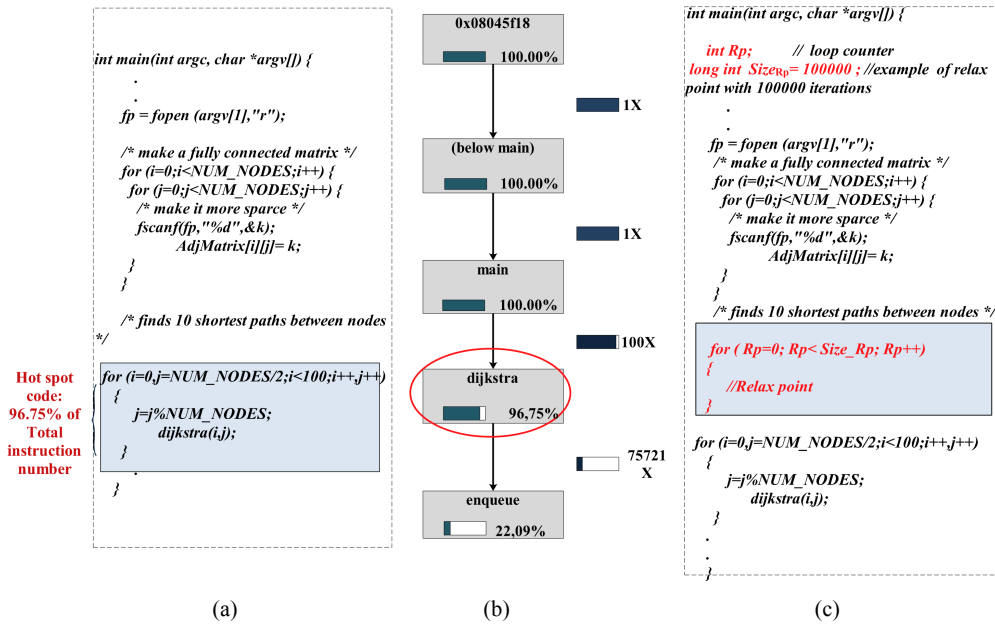 int main(int argc, char *argv[]) {
.
.
fp = fopen (argv[1],"r");
/* make a fully connected matrix */
for (i=0;i<NUM_NODES;i++) {
for (j=0;j<NUM_NODES;j++) {
/* make it more sparce */
fscanf(fp,"%d",&k);
AdjMatrix[i][j]= k;
}
}
/* finds 10 shortest paths between nodes
*/
Hot spot
code:
96.75% of
Total
instruction
number
for (i=0,j=NUM_NODES/2;i<100;i++,j++)
{
j=j%NUM_NODES;
dijkstra(i,j);
}
.
}
(a)
0x08045f18
100.00%
1X
(below main)
100.00%
1X
main
100.00%
100X
dijkstra
96,75%
75721
X
enqueue
22,09%
(b)
int main(int argc, char *argv[]) {
int Rp; // loop counter
long int SizeRp= 100000 ; //example of relax
point with 100000 iterations
.
.
fp = fopen (argv[1],"r");
/* make a fully connected matrix */
for (i=0;i<NUM_NODES;i++) {
for (j=0;j<NUM_NODES;j++) {
/* make it more sparce */
fscanf(fp,"%d",&k);
AdjMatrix[i][j]= k;
}
}
/* finds 10 shortest paths between nodes */
for ( Rp=0; Rp< Size_Rp; Rp++)
{
//Relax point
}
for (i=0,j=NUM_NODES/2;i<100;i++,j++)
{
j=j%NUM_NODES;
dijkstra(i,j);
}
.
.
}
(c)